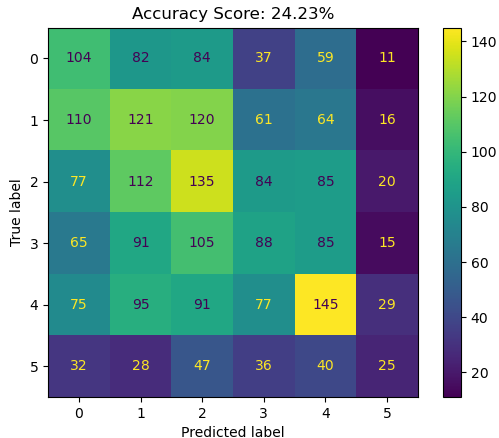 Accuracy Score: 24.23%
0 104 82 84 37 59 11
1 110 121 120 61 64 16
2 77 112 135 84 85 20
3 65 91 105 88 85 15
4 75 95 91 77 145 29
5 32 28 47 36 40 25
0 1 2 3 4 5
Predicted label
True label
140
120
100
80
60
40
20